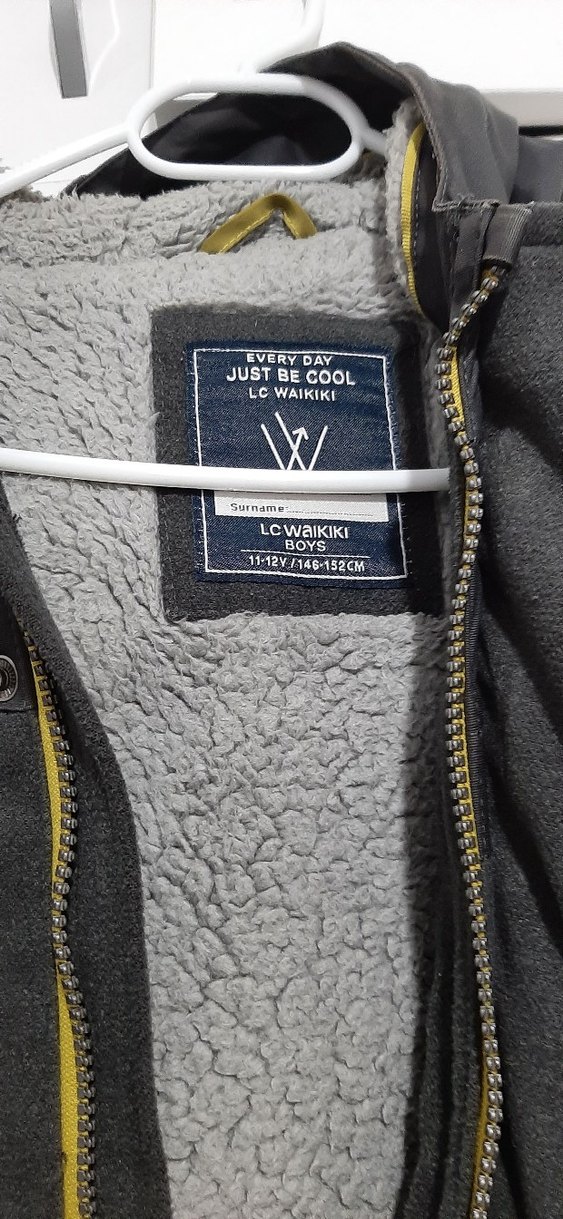 EVERY DAY
JUST BE COOL
LC WAIKIKI
Surname:
LC WAIKIKI
BOYS
11-12Y / 146-152CM